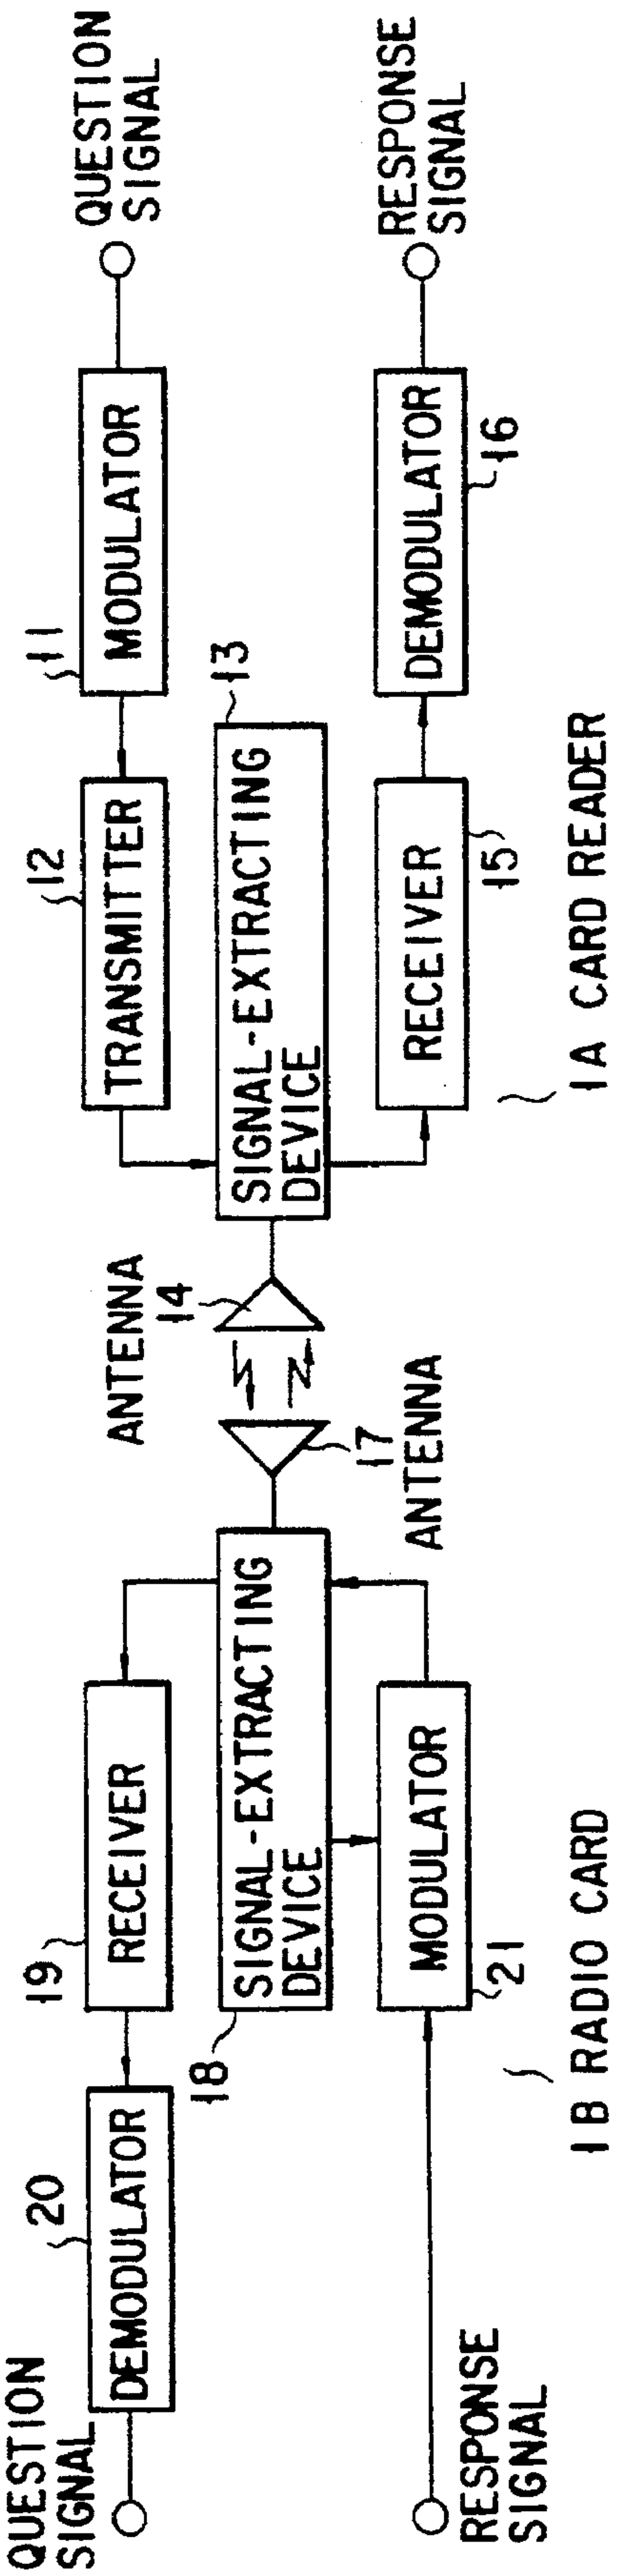 QUESTION
SIGNAL
20
DEMODULATOR
19
RECEIVER
18
SIGNAL-EXTRACTING
DEVICE
MODULATOR
21
RESPONSE
SIGNAL
1B RADIO CARD
17
ANTENNA
ANTENNA
14
12
TRANSMITTER
11
MODULATOR
QUESTION
SIGNAL
13
SIGNAL-EXTRACTING
DEVICE
RECEIVER
15
DEMODULATOR
16
RESPONSE
SIGNAL
1A CARD READER